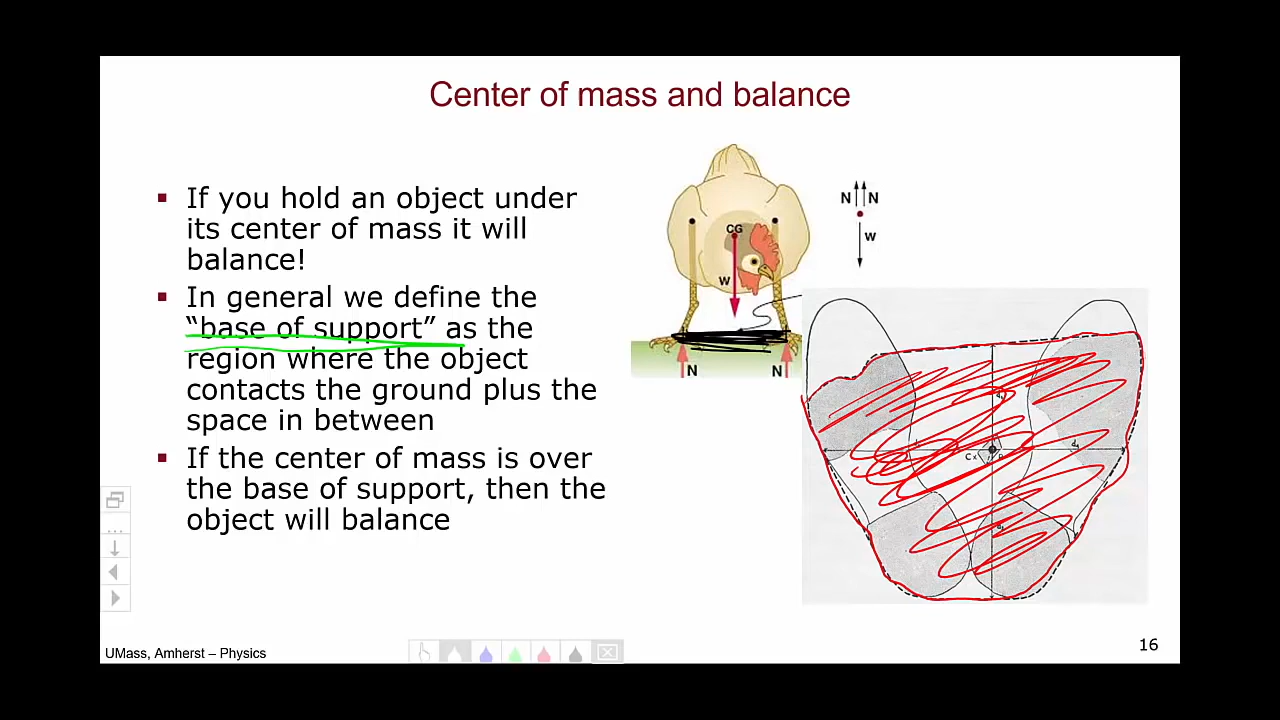 Center of mass and balance
If you hold an object under
its center of mass it will
balance!
In general we define the
“base of support” as the
region where the object
contacts the ground plus the
space in between
If the center of mass is over
the base of support, then the
object will balance
CG
W
N
N
N N
W
UMass, Amherst – Physics
16